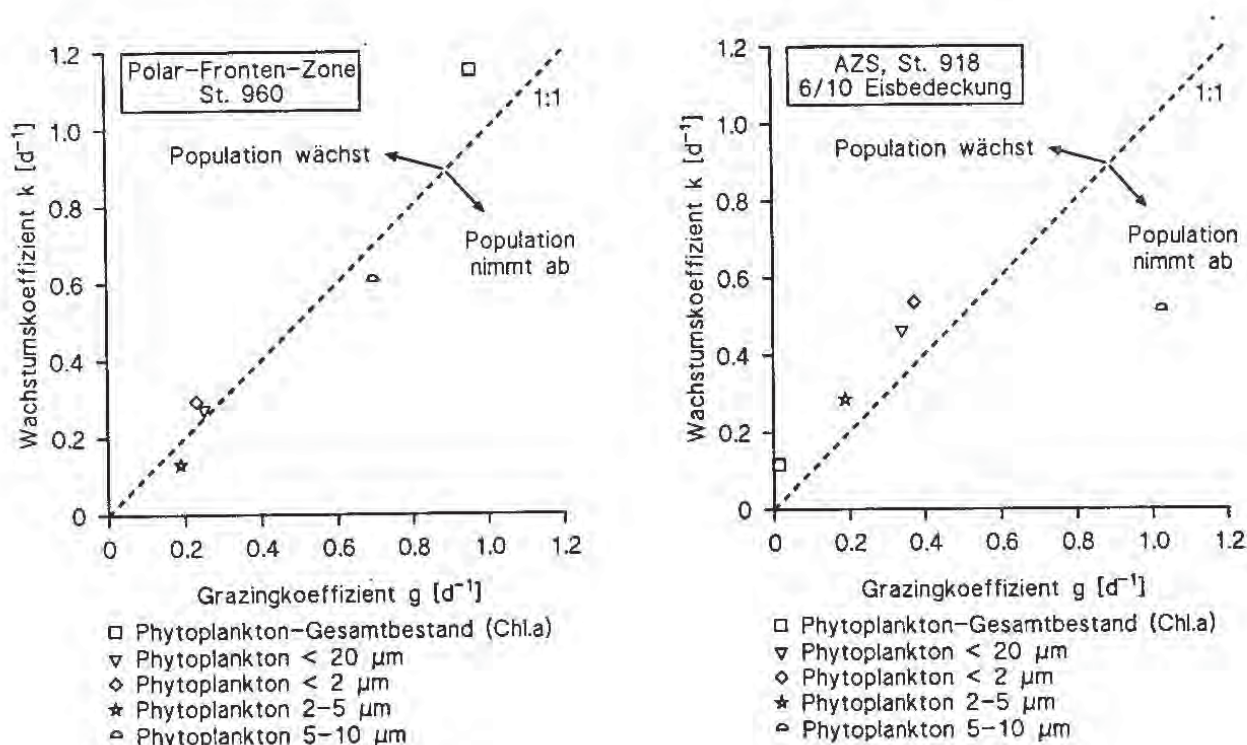 Polar-Fronten-Zone
St. 960
1:1
Population wächst
Population
nimmt ab
Wachstumskoeffizient k [d⁻¹]
1.2
1.0
0.8
0.6
0.4
0.2
0
0 0.2 0.4 0.6 0.8 1.0 1.2
Grazingkoeffizient g [d⁻¹]
□ Phytoplankton-Gesamtbestand (Chl.a)
▽ Phytoplankton < 20 µm
◇ Phytoplankton < 2 µm
☆ Phytoplankton 2-5 µm
⌓ Phytoplankton 5-10 µm
AZS, St. 918
6/10 Eisbedeckung
1:1
Population wächst
Population
nimmt ab
Wachstumskoeffizient k [d⁻¹]
1.2
1.0
0.8
0.6
0.4
0.2
0
0 0.2 0.4 0.6 0.8 1.0 1.2
Grazingkoeffizient g [d⁻¹]
□ Phytoplankton-Gesamtbestand (Chl.a)
▽ Phytoplankton < 20 µm
◇ Phytoplankton < 2 µm
☆ Phytoplankton 2-5 µm
⌓ Phytoplankton 5-10 µm